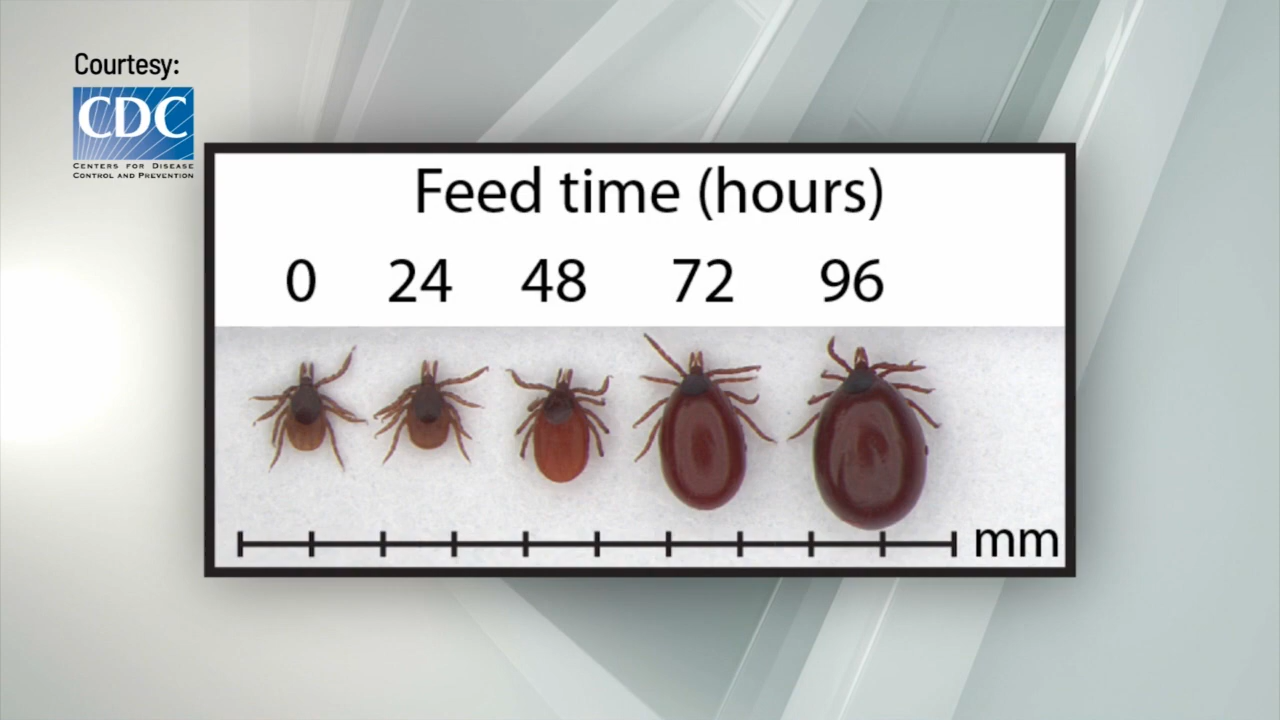 Courtesy:
CDC
CENTERS FOR DISEASE
CONTROL AND PREVENTION
Feed time (hours)
0 24 48 72 96
mm